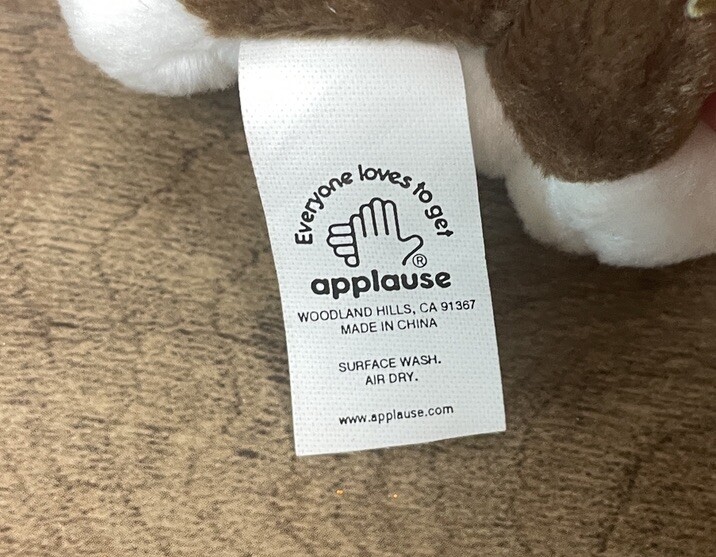 Everyone loves to get
®
applause
WOODLAND HILLS, CA 91367
MADE IN CHINA
SURFACE WASH.
AIR DRY.
www.applause.com